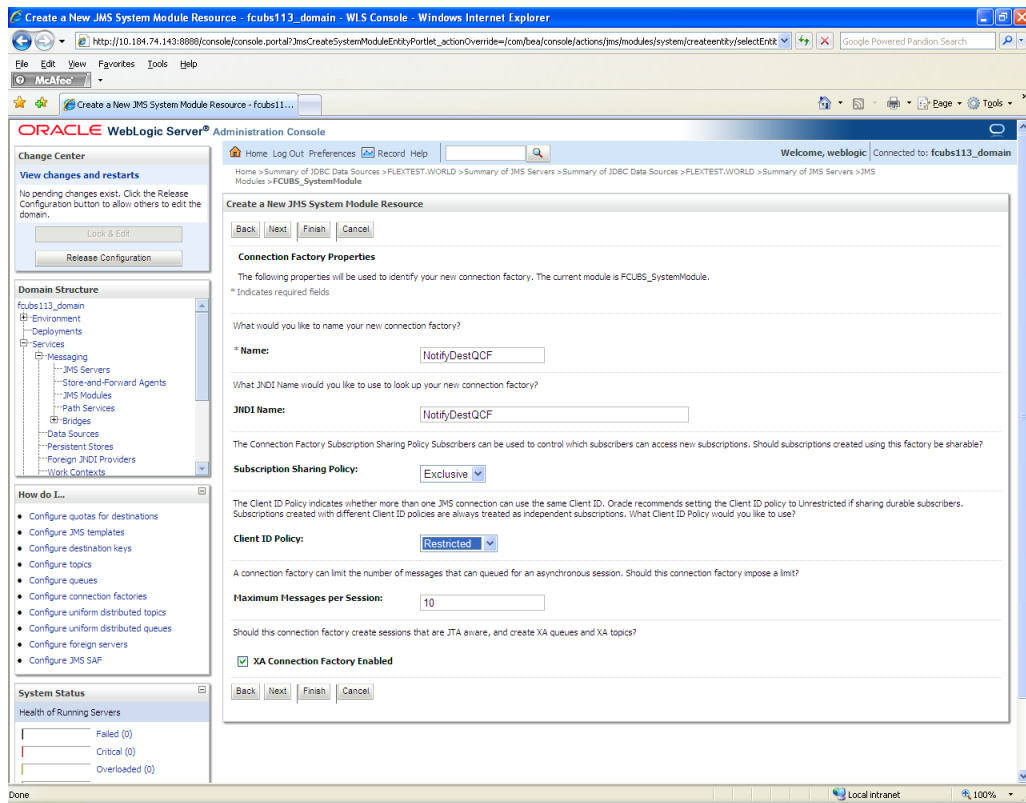 Create a New JMS System Module Resource - fcubs113_domain - WLS Console - Windows Internet Explorer
http://10.184.74.143:8888/console/console.portal?JmsCreateSystemModuleEntityPortlet_actionOverride=/com/bea/console/actions/jms/modules/system/createentity/selectEntit
Google Powered Pandion Search
File Edit View Favorites Tools Help
McAfee
Create a New JMS System Module Resource - fcubs11...
Page Tools
ORACLE WebLogic Server® Administration Console
Change Center
View changes and restarts
No pending changes exist. Click the Release
Configuration button to allow others to edit the
domain.
Lock & Edit
Release Configuration
Domain Structure
fcubs113_domain
Environment
Deployments
Services
Messaging
JMS Servers
Store-and-Forward Agents
JMS Modules
Path Services
Bridges
Data Sources
Persistent Stores
Foreign JNDI Providers
Work Contexts
How do I...
Configure quotas for destinations
Configure JMS templates
Configure destination keys
Configure topics
Configure queues
Configure connection factories
Configure uniform distributed topics
Configure uniform distributed queues
Configure foreign servers
Configure JMS SAF
System Status
Health of Running Servers
Failed (0)
Critical (0)
Overloaded (0)
Home Log Out Preferences Record Help
Welcome, weblogic Connected to: fcubs113_domain
Home >Summary of JDBC Data Sources >FLEXTEST.WORLD >Summary of JMS Servers >Summary of JDBC Data Sources >FLEXTEST.WORLD >Summary of JMS Servers >JMS
Modules >FCUBS_SystemModule
Create a New JMS System Module Resource
Back Next Finish Cancel
Connection Factory Properties
The following properties will be used to identify your new connection factory. The current module is FCUBS_SystemModule.
* Indicates required fields
What would you like to name your new connection factory?
* Name: NotifyDestQCF
What JNDI Name would you like to use to look up your new connection factory?
JNDI Name: NotifyDestQCF
The Connection Factory Subscription Sharing Policy Subscribers can be used to control which subscribers can access new subscriptions. Should subscriptions created using this factory be sharable?
Subscription Sharing Policy: Exclusive
The Client ID Policy indicates whether more than one JMS connection can use the same Client ID. Oracle recommends setting the Client ID policy to Unrestricted if sharing durable subscribers.
Subscriptions created with different Client ID policies are always treated as independent subscriptions. What Client ID Policy would you like to use?
Client ID Policy: Restricted
A connection factory can limit the number of messages that can queued for an asynchronous session. Should this connection factory impose a limit?
Maximum Messages per Session: 10
Should this connection factory create sessions that are JTA aware, and create XA queues and XA topics?
XA Connection Factory Enabled
Back Next Finish Cancel
Done
Local intranet
100%